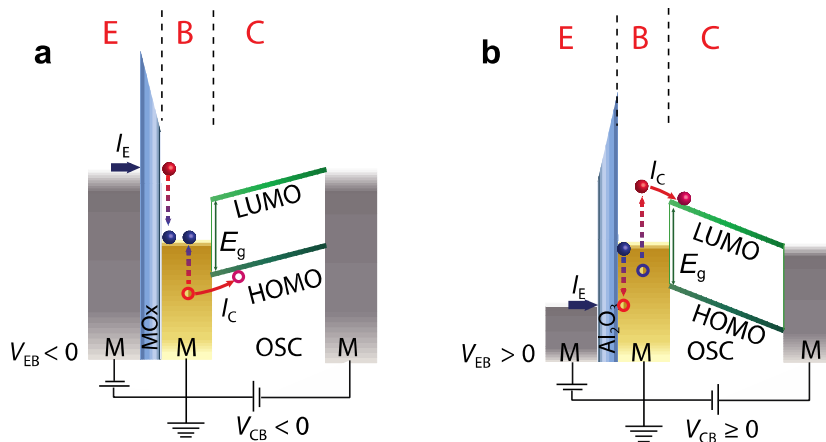 E B C
a
I_E
LUMO
E_g
HOMO
I_C
MOx
V_EB < 0
M M OSC M
V_CB < 0
E B C
b
I_C
LUMO
E_g
I_E
HOMO
Al_2O_3
V_EB > 0
M M OSC M
V_CB ≥ 0